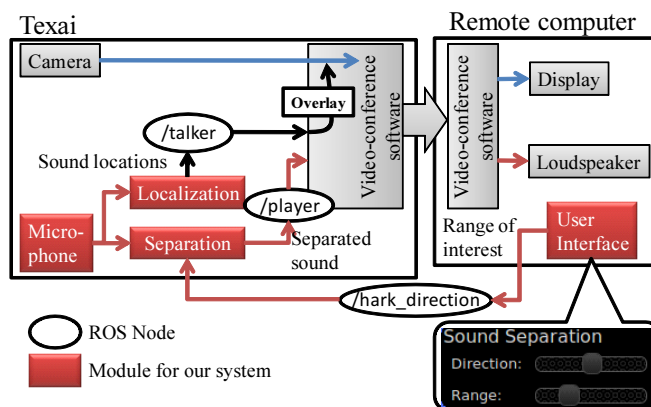 Texai
Remote computer
Camera
Overlay
/talker
Sound locations
Localization
/player
Micro-
phone
Separation
Separated
sound
Video-conference
software
Video-conference
software
Display
Loudspeaker
Range of
interest
User
Interface
/hark_direction
ROS Node
Module for our system
Sound Separation
Direction:
Range: